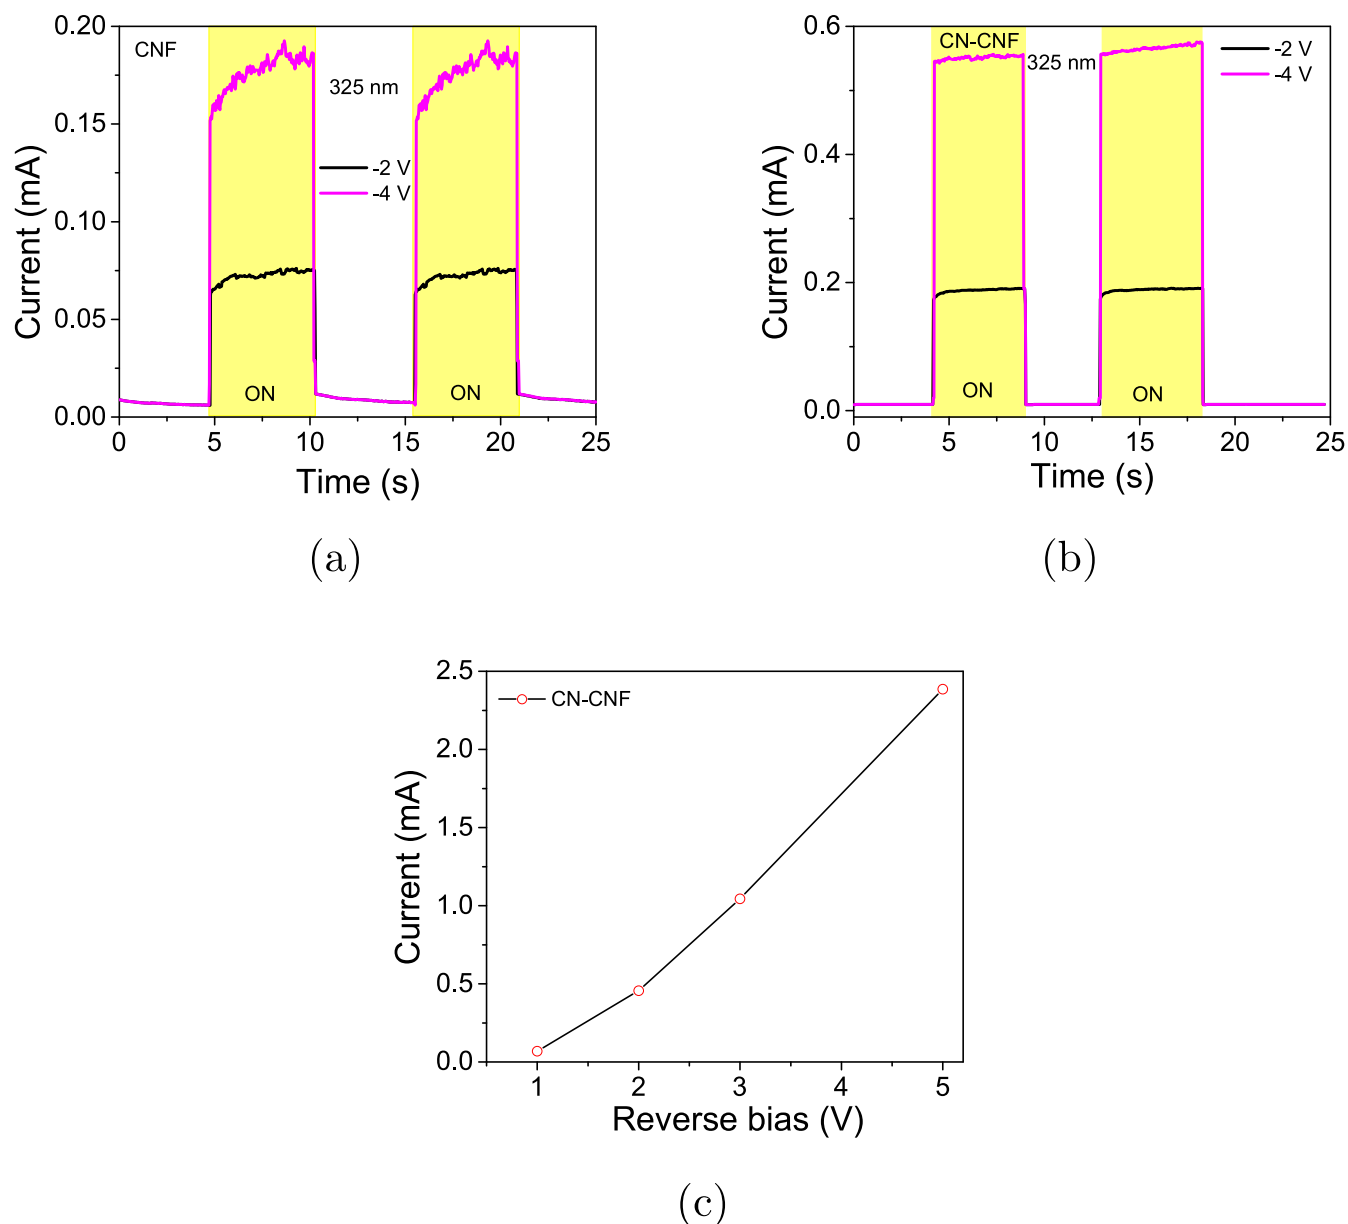 CNF
325 nm
-2 V
-4 V
ON
ON
Current (mA)
0.20
0.15
0.10
0.05
0.00
0 5 10 15 20 25
Time (s)
(a)
CN-CNF
325 nm
-2 V
-4 V
ON
ON
Current (mA)
0.6
0.4
0.2
0.0
0 5 10 15 20 25
Time (s)
(b)
CN-CNF
Current (mA)
2.5
2.0
1.5
1.0
0.5
0.0
1 2 3 4 5
Reverse bias (V)
(c)